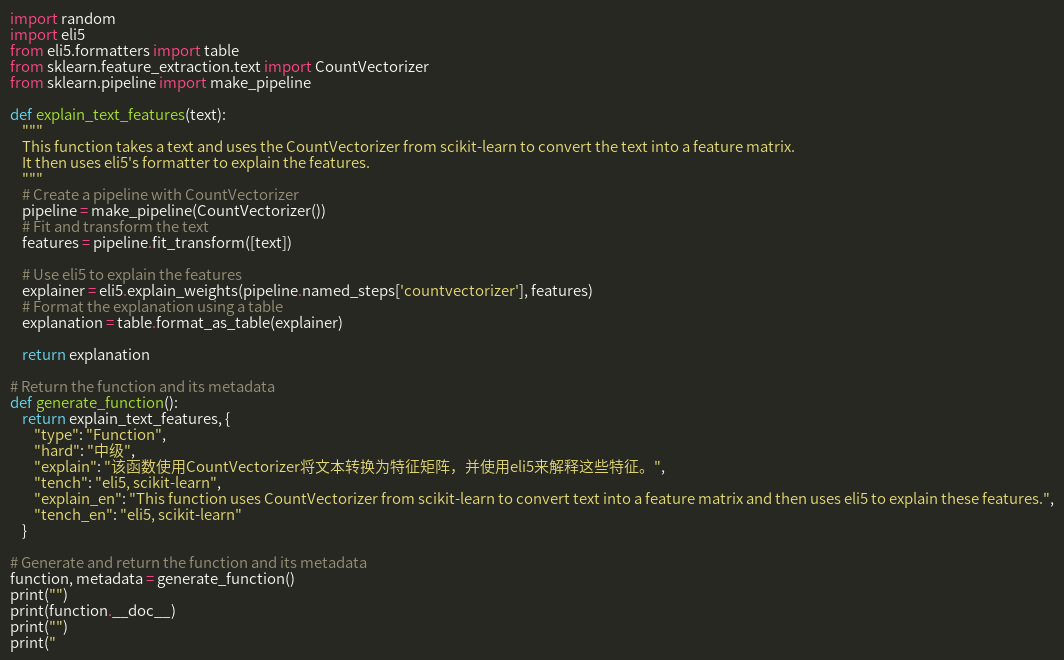 import random
import eli5
from eli5.formatters import table
from sklearn.feature_extraction.text import CountVectorizer
from sklearn.pipeline import make_pipeline

def explain_text_features(text):
    """
    This function takes a text and uses the CountVectorizer from scikit-learn to convert the text into a feature matrix.
    It then uses eli5's formatter to explain the features.
    """
    # Create a pipeline with CountVectorizer
    pipeline = make_pipeline(CountVectorizer())
    # Fit and transform the text
    features = pipeline.fit_transform([text])

    # Use eli5 to explain the features
    explainer = eli5.explain_weights(pipeline.named_steps['countvectorizer'], features)
    # Format the explanation using a table
    explanation = table.format_as_table(explainer)

    return explanation

# Return the function and its metadata
def generate_function():
    return explain_text_features, {
        "type": "Function",
        "hard": "中级",
        "explain": "该函数使用CountVectorizer将文本转换为特征矩阵，并使用eli5来解释这些特征。",
        "tench": "eli5, scikit-learn",
        "explain_en": "This function uses CountVectorizer from scikit-learn to convert text into a feature matrix and then uses eli5 to explain these features.",
        "tench_en": "eli5, scikit-learn"
    }

# Generate and return the function and its metadata
function, metadata = generate_function()
print("")
print(function.__doc__)
print("")
print("